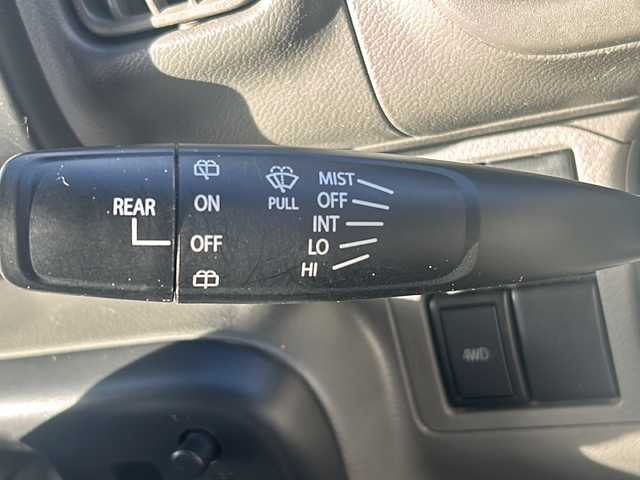 REAR
ON
OFF
PULL
MIST
OFF
INT
LO
HI
4WD